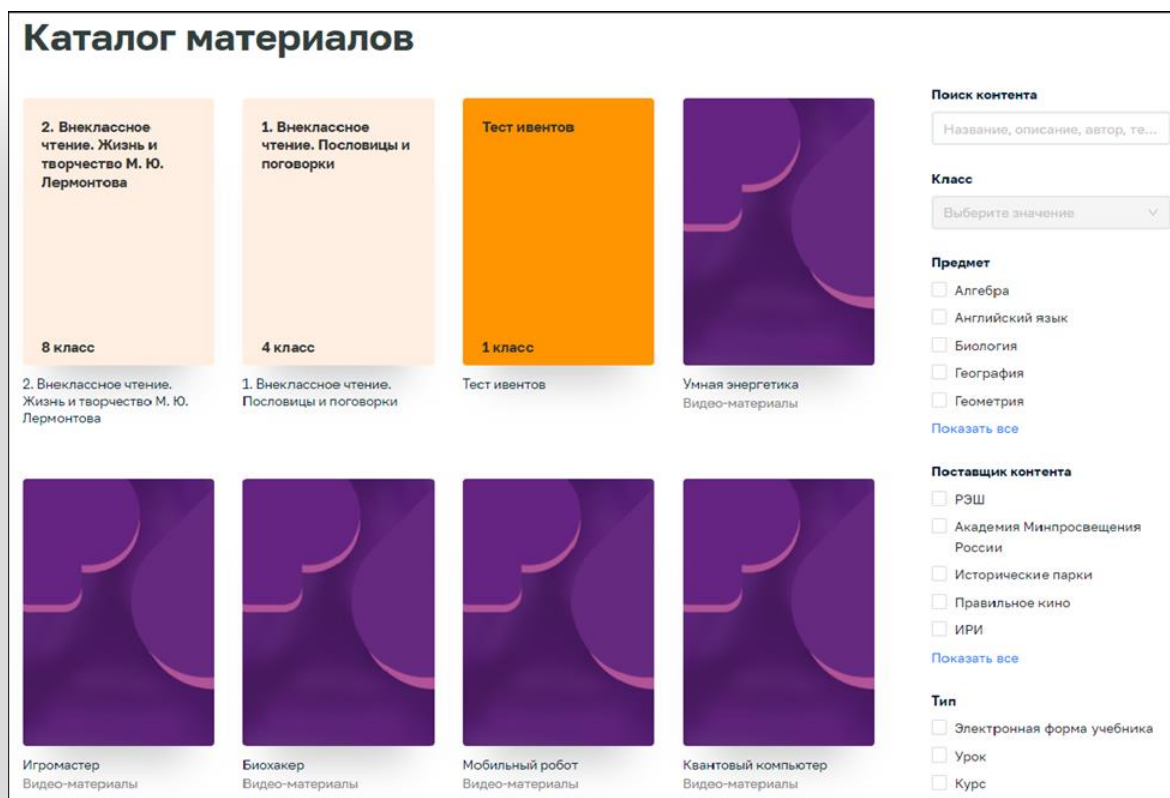 Каталог материалов
2. Внеклассное
чтение. Жизнь и
творчество М. Ю.
Лермонтова
8 класс
2. Внеклассное чтение.
Жизнь и творчество М. Ю.
Лермонтова
1. Внеклассное
чтение. Пословицы и
поговорки
4 класс
1. Внеклассное чтение.
Пословицы и поговорки
Тест ивентов
1 класс
Тест ивентов
Умная энергетика
Видео-материалы
Игромастер
Видео-материалы
Биохакер
Видео-материалы
Мобильный робот
Видео-материалы
Квантовый компьютер
Видео-материалы
Поиск контента
Название, описание, автор, те...
Класс
Выберите значение
Предмет
Алгебра
Английский язык
Биология
География
Геометрия
Показать все
Поставщик контента
РЭШ
Академия Минпросвещения
России
Исторические парки
Правильное кино
ИРИ
Показать все
Тип
Электронная форма учебника
Урок
Курс